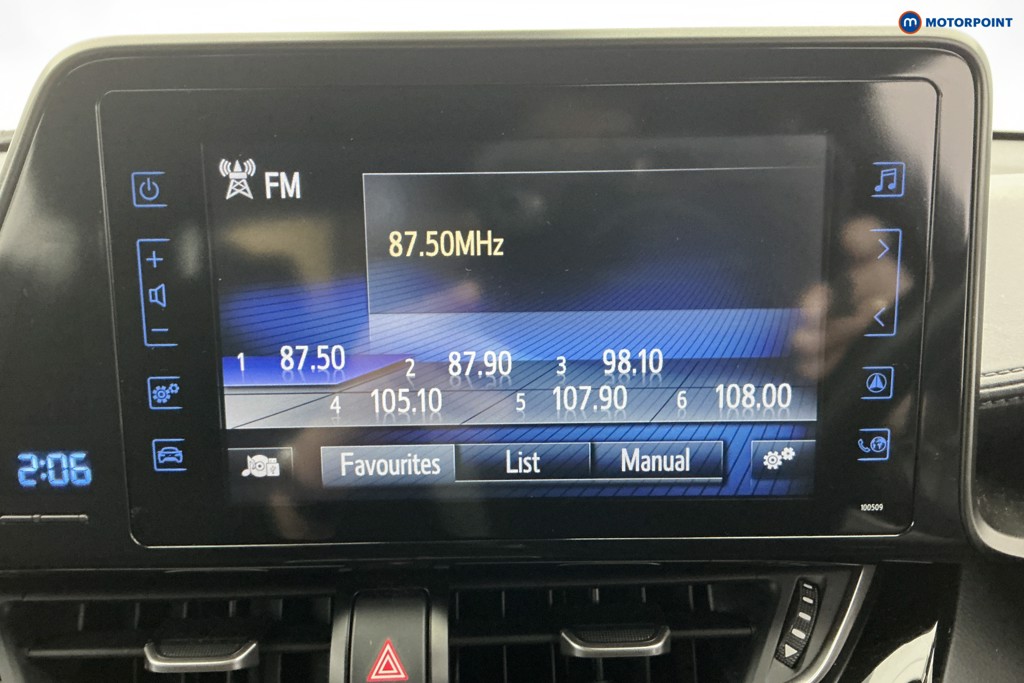 MOTORPOINT
FM
87.50MHz
1 87.50 2 87.90 3 98.10
4 105.10 5 107.90 6 108.00
Favourites List Manual
2:06
100509